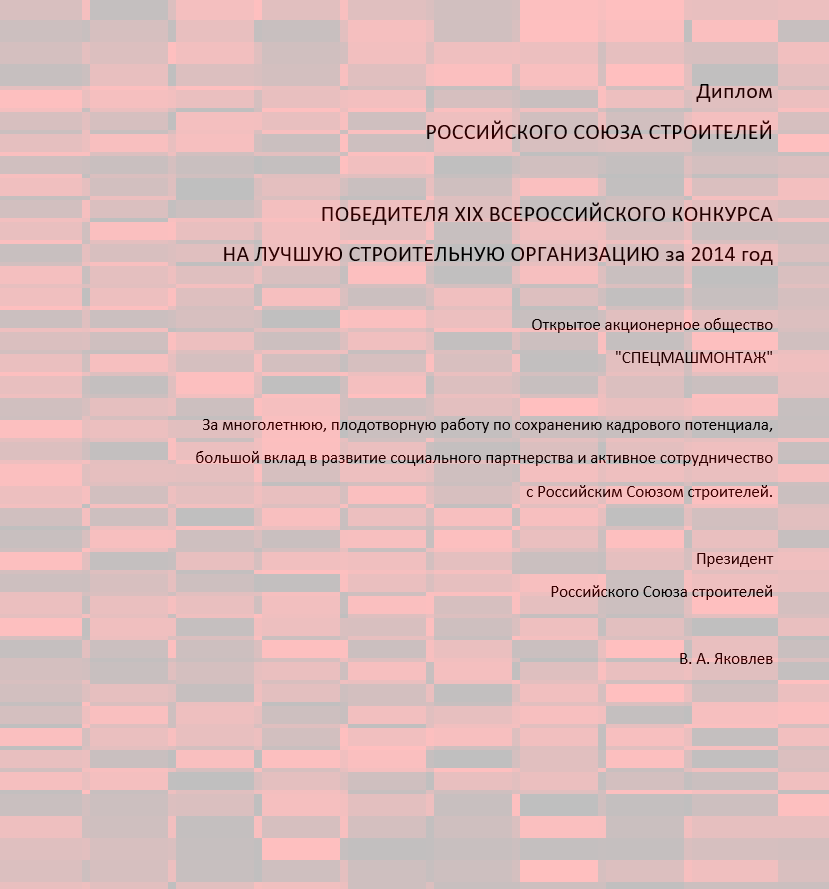 Диплом
РОССИЙСКОГО СОЮЗА СТРОИТЕЛЕЙ
ПОБЕДИТЕЛЯ XIX ВСЕРОССИЙСКОГО КОНКУРСА
НА ЛУЧШУЮ СТРОИТЕЛЬНУЮ ОРГАНИЗАЦИЮ за 2014 год
Открытое акционерное общество
"СПЕЦМАШМОНТАЖ"
За многолетнюю, плодотворную работу по сохранению кадрового потенциала,
большой вклад в развитие социального партнерства и активное сотрудничество
с Российским Союзом строителей.
Президент
Российского Союза строителей
В. А. Яковлев